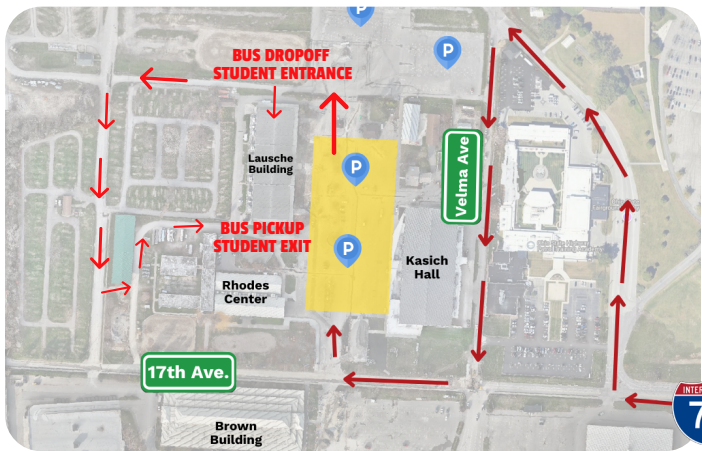 P
P
BUS DROPOFF
STUDENT ENTRANCE
Lausche
Building
P
Velma Ave
BUS PICKUP
STUDENT EXIT
P
Kasich
Hall
Rhodes
Center
17th Ave.
INTER
7
Brown
Building